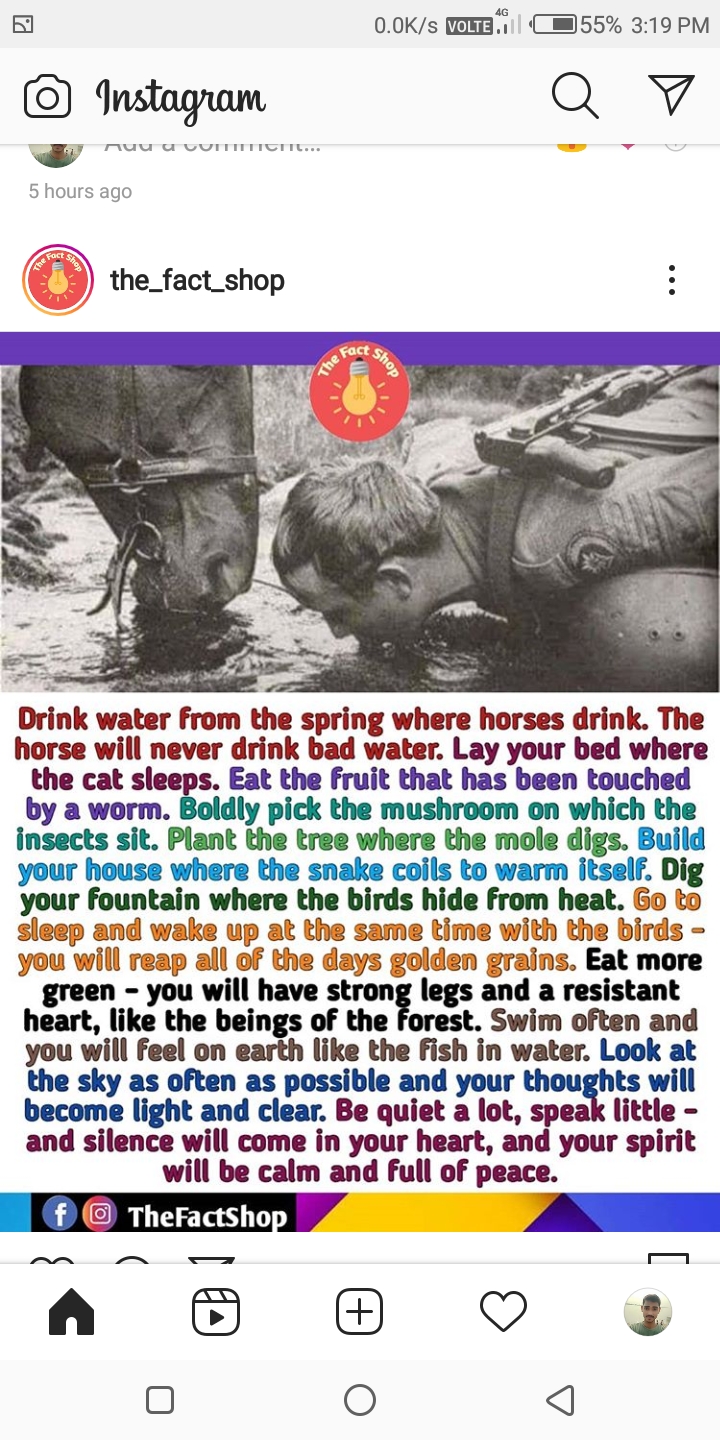 0.0K/s VOLTE 4G 55% 3:19 PM
Instagram
Add a comment...
5 hours ago
The Fact Shop
the_fact_shop
The Fact Shop
Drink water from the spring where horses drink. The
horse will never drink bad water. Lay your bed where
the cat sleeps. Eat the fruit that has been touched
by a worm. Boldly pick the mushroom on which the
insects sit. Plant the tree where the mole digs. Build
your house where the snake coils to warm itself. Dig
your fountain where the birds hide from heat. Go to
sleep and wake up at the same time with the birds –
you will reap all of the days golden grains. Eat more
green – you will have strong legs and a resistant
heart, like the beings of the forest. Swim often and
you will feel on earth like the fish in water. Look at
the sky as often as possible and your thoughts will
become light and clear. Be quiet a lot, speak little –
and silence will come in your heart, and your spirit
will be calm and full of peace.
f TheFactShop